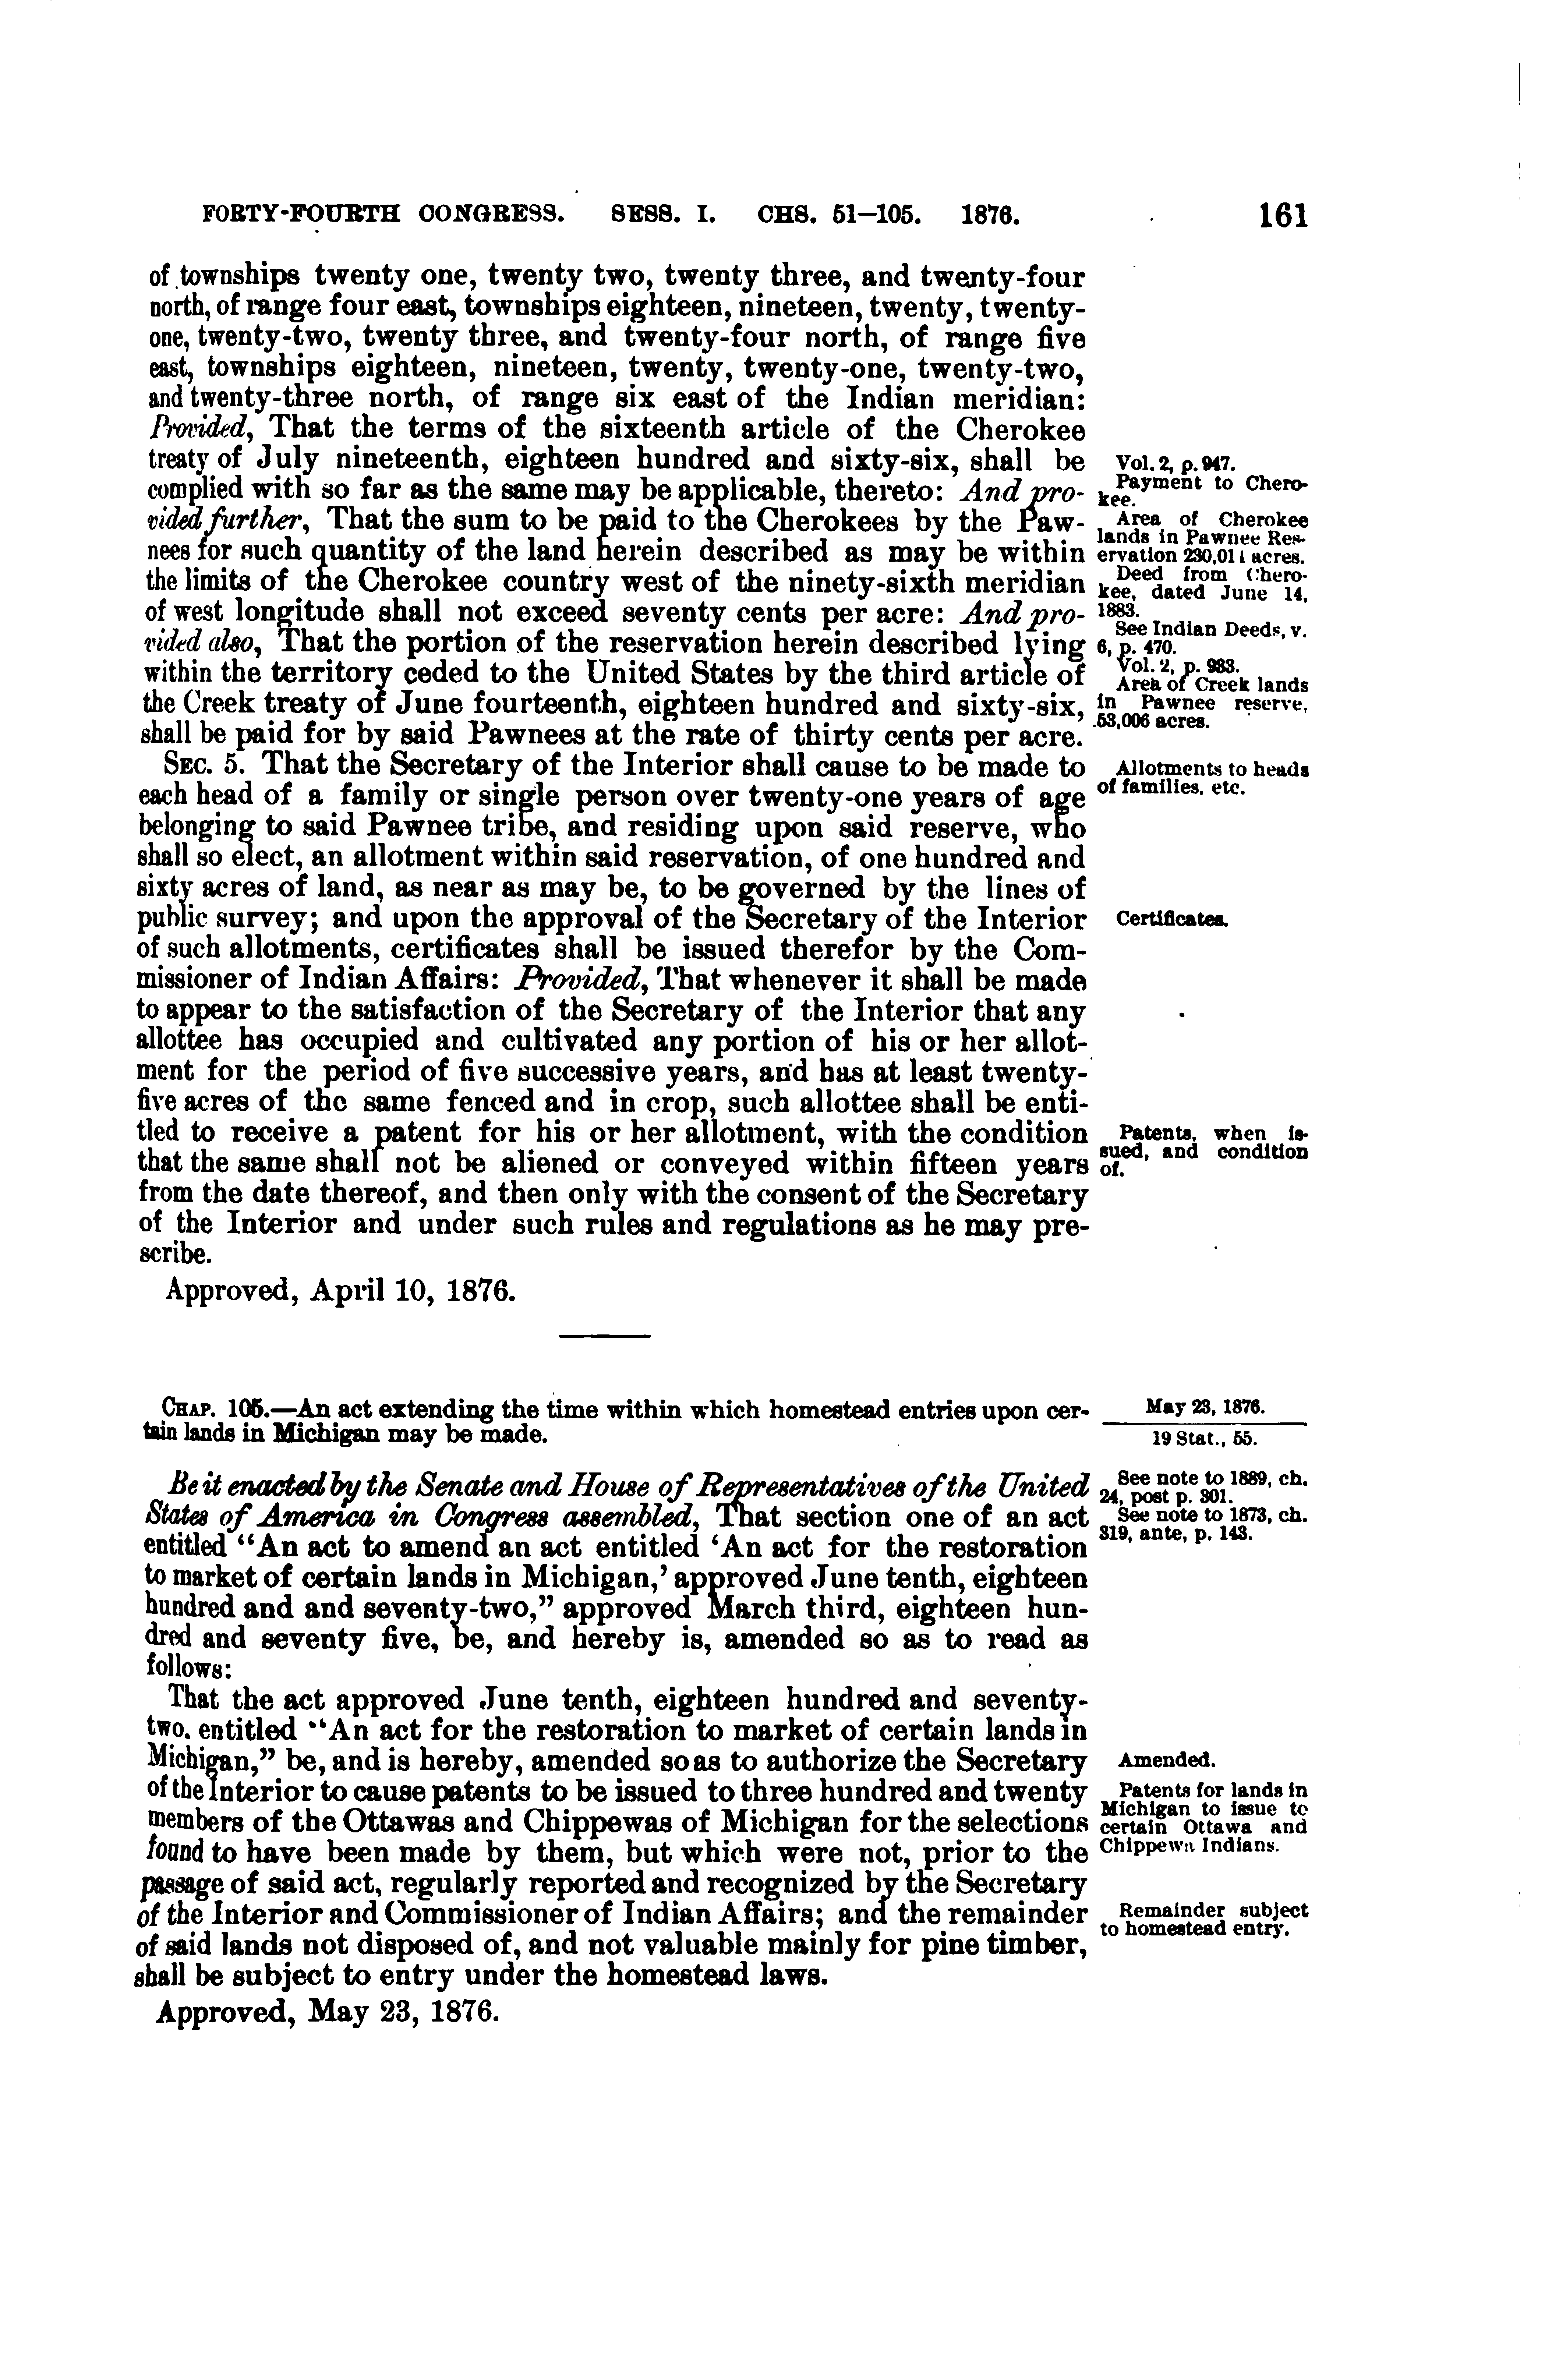 FORTY-FOURTH CONGRESS. SESS. I. CHS. 51–105. 1876. 161
of townships twenty one, twenty two, twenty three, and twenty-four
north, of range four east, townships eighteen, nineteen, twenty, twenty-
one, twenty-two, twenty three, and twenty-four north, of range five
east, townships eighteen, nineteen, twenty, twenty-one, twenty-two,
and twenty-three north, of range six east of the Indian meridian:
Provided, That the terms of the sixteenth article of the Cherokee
treaty of July nineteenth, eighteen hundred and sixty-six, shall be
complied with so far as the same may be applicable, thereto: And pro-
vided further, That the sum to be paid to the Cherokees by the Paw-
nees for such quantity of the land herein described as may be within
the limits of the Cherokee country west of the ninety-sixth meridian
of west longitude shall not exceed seventy cents per acre: And pro-
vided also, That the portion of the reservation herein described lying
within the territory ceded to the United States by the third article of
the Creek treaty of June fourteenth, eighteen hundred and sixty-six,
shall be paid for by said Pawnees at the rate of thirty cents per acre.
Vol. 2, p. 947.
Payment to Chero-
kee.
Area of Cherokee
lands in Pawnee Res-
ervation 230,014 acres.
Deed from Chero-
kee, dated June 14,
1883.
See Indian Deeds, v.
6, p. 470.
Vol. 2, p. 933.
Area of Creek lands
in Pawnee reserve,
53,006 acres.
SEC. 5. That the Secretary of the Interior shall cause to be made to
each head of a family or single person over twenty-one years of age
belonging to said Pawnee tribe, and residing upon said reserve, who
shall so elect, an allotment within said reservation, of one hundred and
sixty acres of land, as near as may be, to be governed by the lines of
public survey; and upon the approval of the Secretary of the Interior
of such allotments, certificates shall be issued therefor by the Com-
missioner of Indian Affairs: Provided, That whenever it shall be made
to appear to the satisfaction of the Secretary of the Interior that any
allottee has occupied and cultivated any portion of his or her allot-
ment for the period of five successive years, and has at least twenty-
five acres of the same fenced and in crop, such allottee shall be enti-
tled to receive a patent for his or her allotment, with the condition
that the same shall not be aliened or conveyed within fifteen years
from the date thereof, and then only with the consent of the Secretary
of the Interior and under such rules and regulations as he may pre-
scribe.
Allotments to heads
of families, etc.
Certificates.
Patents, when is-
sued, and condition
of.
Approved, April 10, 1876.
CHAP. 105.—An act extending the time within which homestead entries upon cer-
tain lands in Michigan may be made.
May 23, 1876.
19 Stat., 55.
Be it enacted by the Senate and House of Representatives of the United
States of America in Congress assembled, That section one of an act
entitled “An act to amend an act entitled ‘An act for the restoration
to market of certain lands in Michigan,’ approved June tenth, eighteen
hundred and and seventy-two,” approved March third, eighteen hun-
dred and seventy five, be, and hereby is, amended so as to read as
follows:
See note to 1889, ch.
24, post p. 301.
See note to 1873, ch.
319, ante, p. 143.
That the act approved June tenth, eighteen hundred and seventy-
two. entitled “An act for the restoration to market of certain lands in
Michigan,” be, and is hereby, amended so as to authorize the Secretary
of the Interior to cause patents to be issued to three hundred and twenty
members of the Ottawas and Chippewas of Michigan for the selections
found to have been made by them, but which were not, prior to the
passage of said act, regularly reported and recognized by the Secretary
of the Interior and Commissioner of Indian Affairs; and the remainder
of said lands not disposed of, and not valuable mainly for pine timber,
shall be subject to entry under the homestead laws.
Amended.
Patents for lands in
Michigan to issue to
certain Ottawa and
Chippewa Indians.
Remainder subject
to homestead entry.
Approved, May 23, 1876.